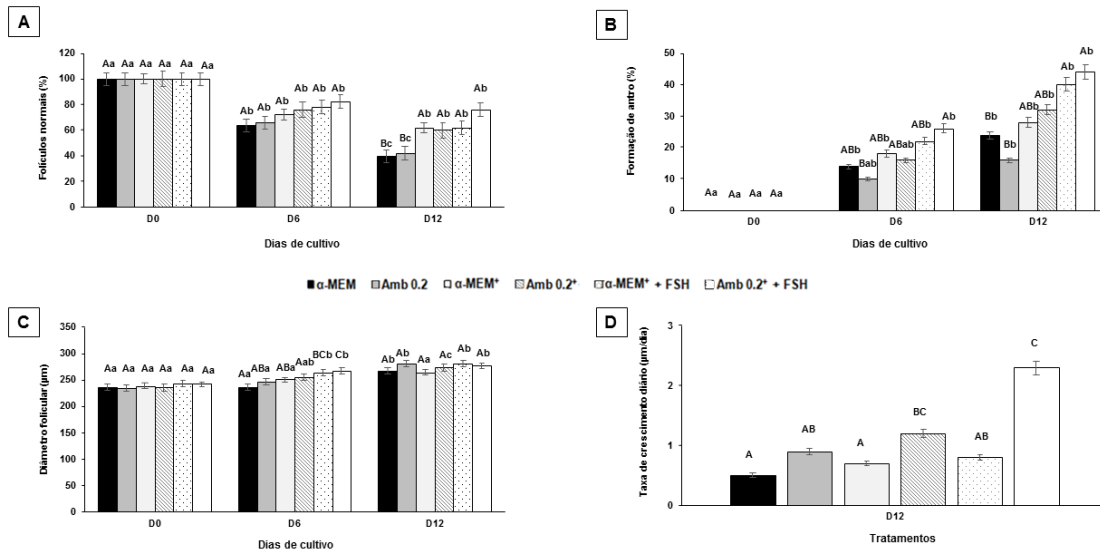 A
Folículos normais (%)
120
100
80
60
40
20
0
Aa Aa Aa Aa Aa Aa
Ab Ab Ab Ab Ab Ab
Bc Bc Ab Ab Ab Ab
D0 D6 D12
Dias de cultivo
B
Formação de antro (%)
50
40
30
20
10
0
Aa Aa Aa Aa
ABb Bab ABb ABab ABb Ab
Bb Bb ABb ABb Ab Ab
D0 D6 D12
Dias de cultivo
α-MEM Amb 0.2 α-MEM⁺ Amb 0.2⁺ α-MEM⁺ + FSH Amb 0.2⁺ + FSH
C
Diâmetro folicular (µm)
350
300
250
200
150
100
50
0
Aa Aa Aa Aa Aa Aa
Aa ABa ABa Aab BCb Cb
Ab Ab Aa Ac Ab Ab
D0 D6 D12
Dias de cultivo
D
Taxa de crescimento diário (µm/dia)
3
2
1
0
A AB A BC AB C
D12
Tratamentos